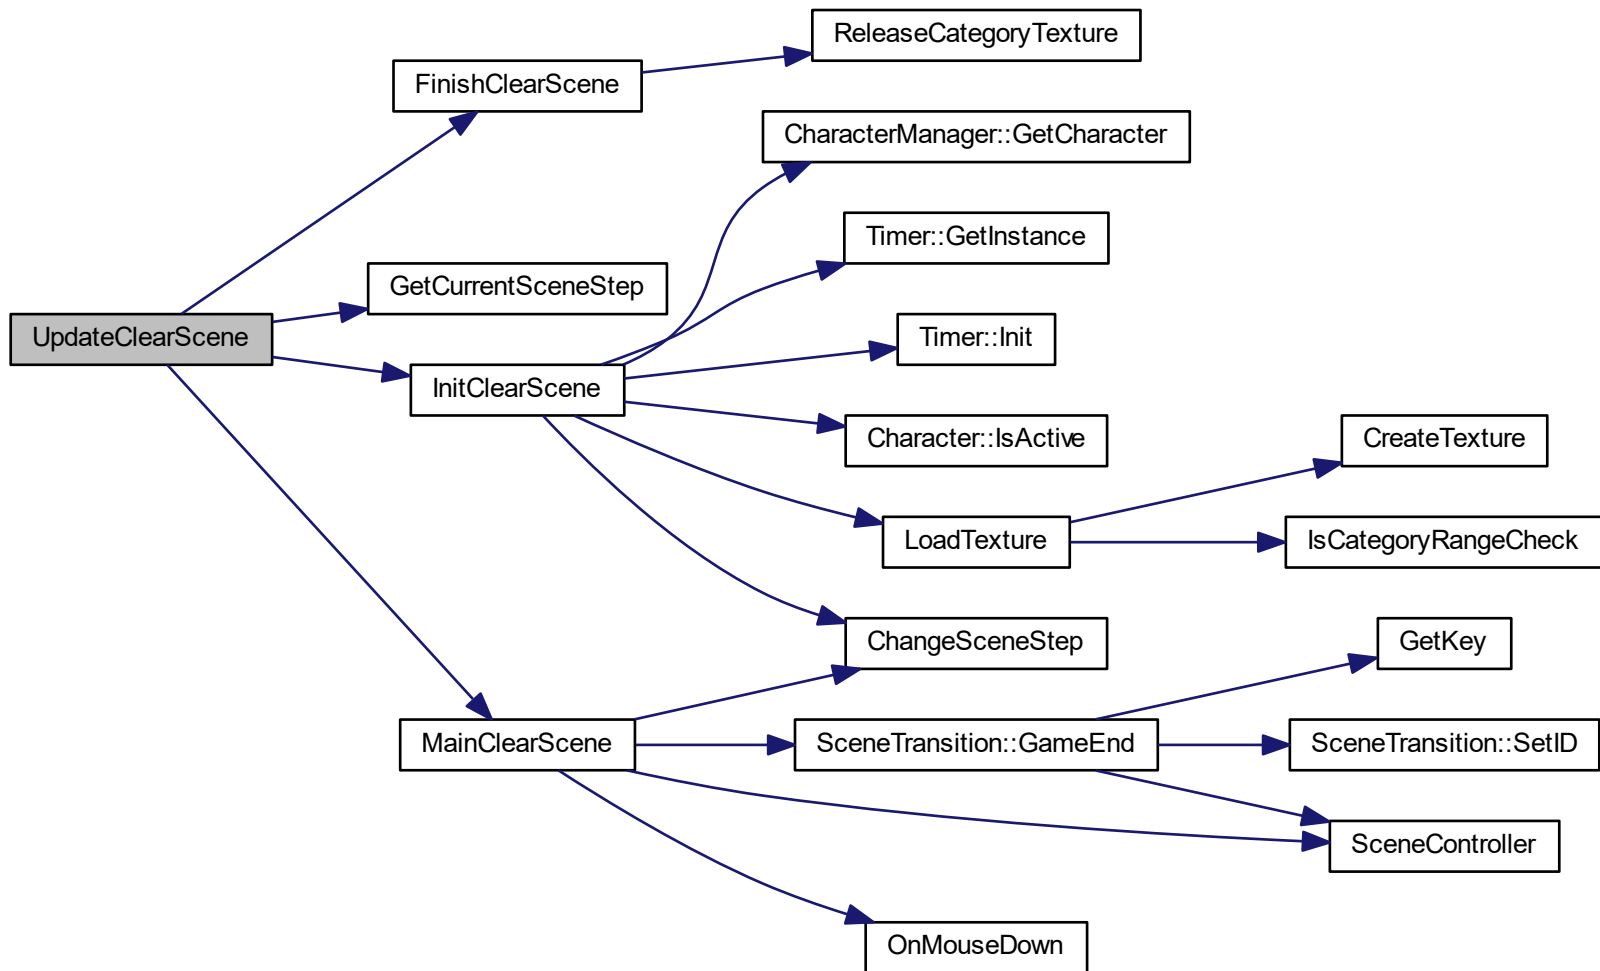 ReleaseCategoryTexture
FinishClearScene
CharacterManager::GetCharacter
Timer::GetInstance
GetCurrentSceneStep
UpdateClearScene
Timer::Init
InitClearScene
Character::IsActive
CreateTexture
LoadTexture
IsCategoryRangeCheck
ChangeSceneStep
GetKey
MainClearScene
SceneTransition::GameEnd
SceneTransition::SetID
SceneController
OnMouseDown